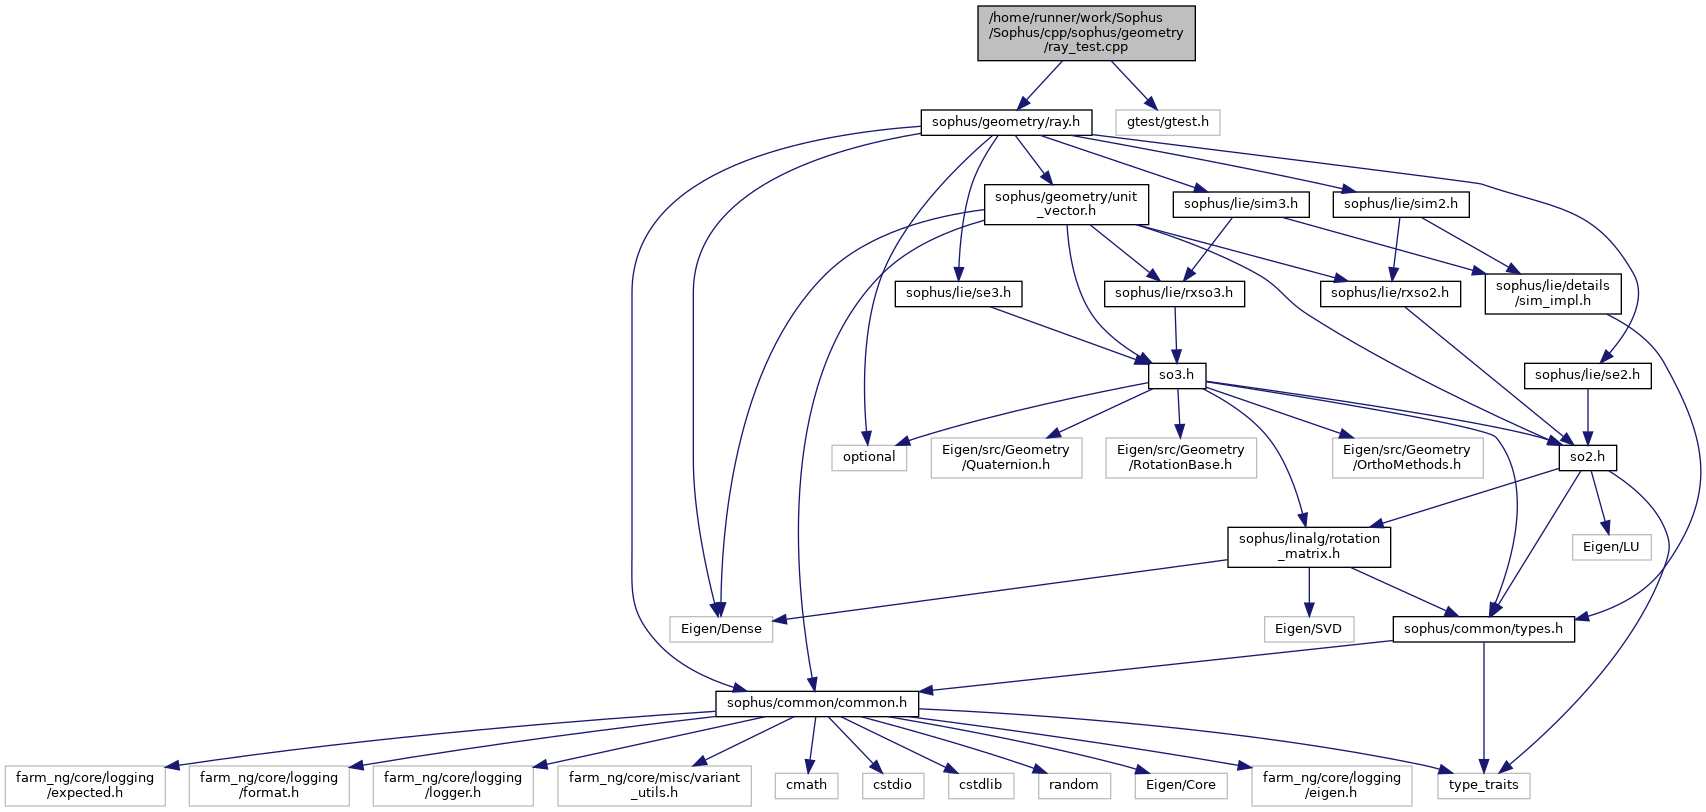 /home/runner/work/Sophus
/Sophus/cpp/sophus/geometry
/ray_test.cpp
sophus/geometry/ray.h
gtest/gtest.h
sophus/geometry/unit
_vector.h
sophus/lie/sim3.h
sophus/lie/sim2.h
sophus/lie/se3.h
sophus/lie/rxso3.h
sophus/lie/rxso2.h
sophus/lie/details
/sim_impl.h
so3.h
sophus/lie/se2.h
optional
Eigen/src/Geometry
/Quaternion.h
Eigen/src/Geometry
/RotationBase.h
Eigen/src/Geometry
/OrthoMethods.h
so2.h
sophus/linalg/rotation
_matrix.h
Eigen/LU
Eigen/Dense
Eigen/SVD
sophus/common/types.h
sophus/common/common.h
farm_ng/core/logging
/expected.h
farm_ng/core/logging
/format.h
farm_ng/core/logging
/logger.h
farm_ng/core/misc/variant
_utils.h
cmath
cstdio
cstdlib
random
Eigen/Core
farm_ng/core/logging
/eigen.h
type_traits